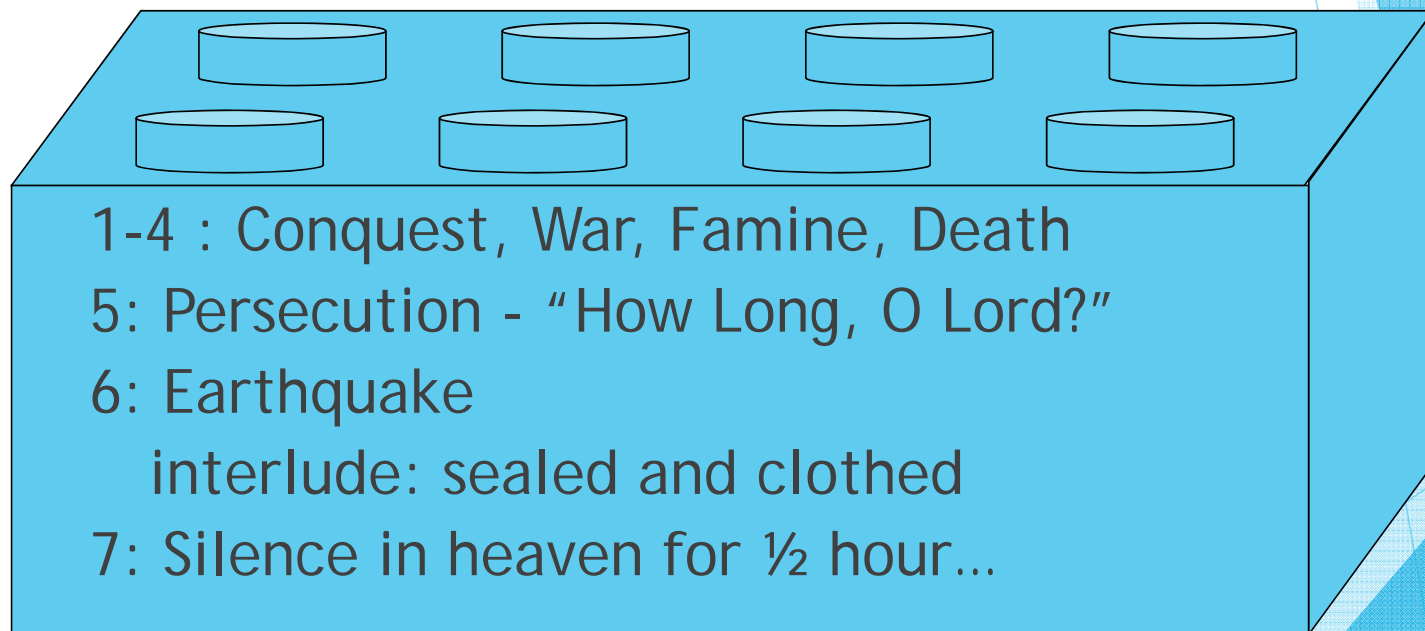 1-4 : Conquest, War, Famine, Death
5: Persecution - “How Long, O Lord?”
6: Earthquake
interlude: sealed and clothed
7: Silence in heaven for ½ hour…